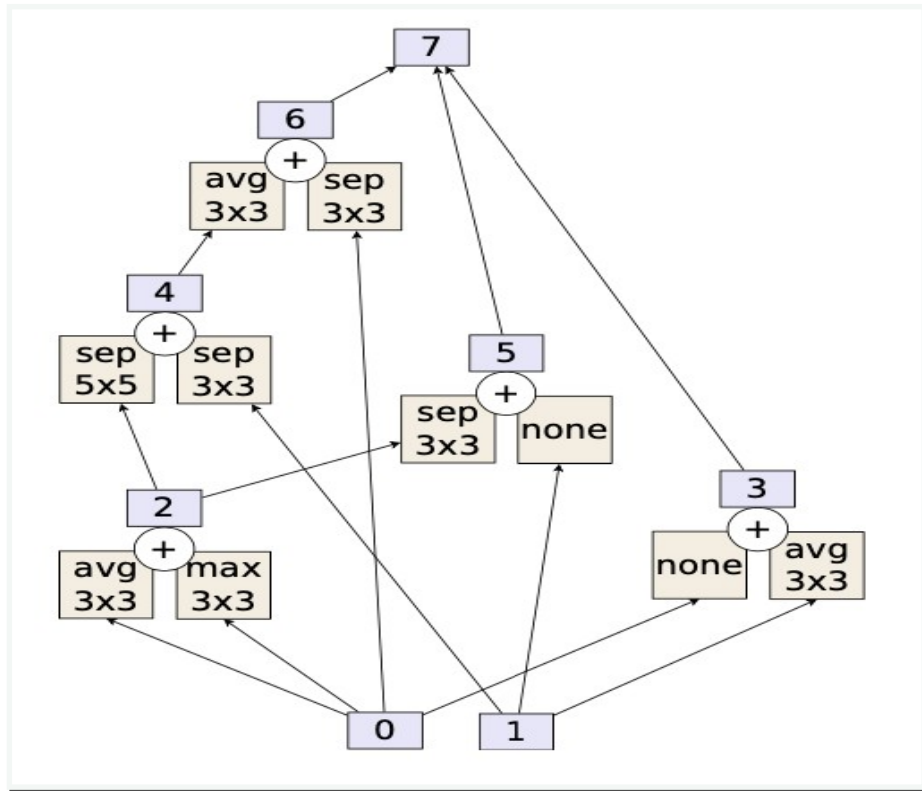 7
6
+
avg sep
3x3 3x3
4
+
sep sep
5x5 3x3
5
+
sep
3x3
none
2
+
avg max
3x3 3x3
3
+
none
avg
3x3
0
1